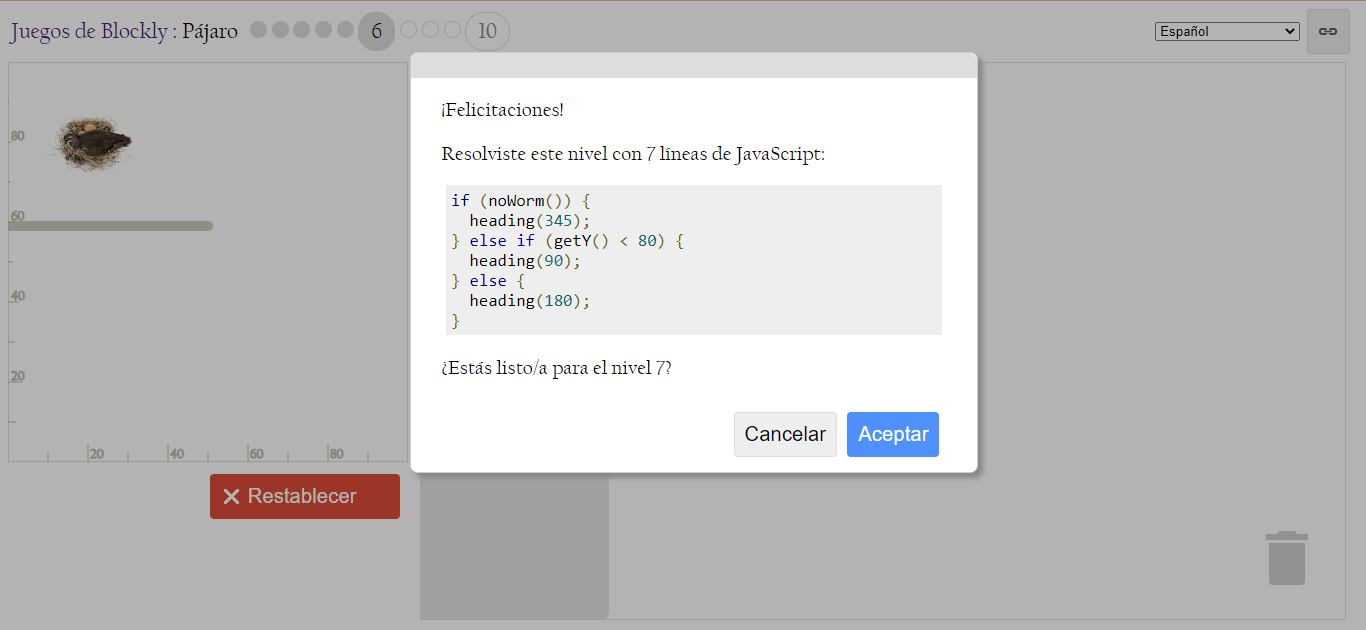 Juegos de Blockly : Pájaro 6 10
Español
¡Felicitaciones!
Resolviste este nivel con 7 líneas de JavaScript:
if (noWorm()) {
  heading(345);
} else if (getY() < 80) {
  heading(90);
} else {
  heading(180);
}
¿Estás listo/a para el nivel 7?
Cancelar Aceptar
80
60
40
20
20 40 60 80
Restablecer